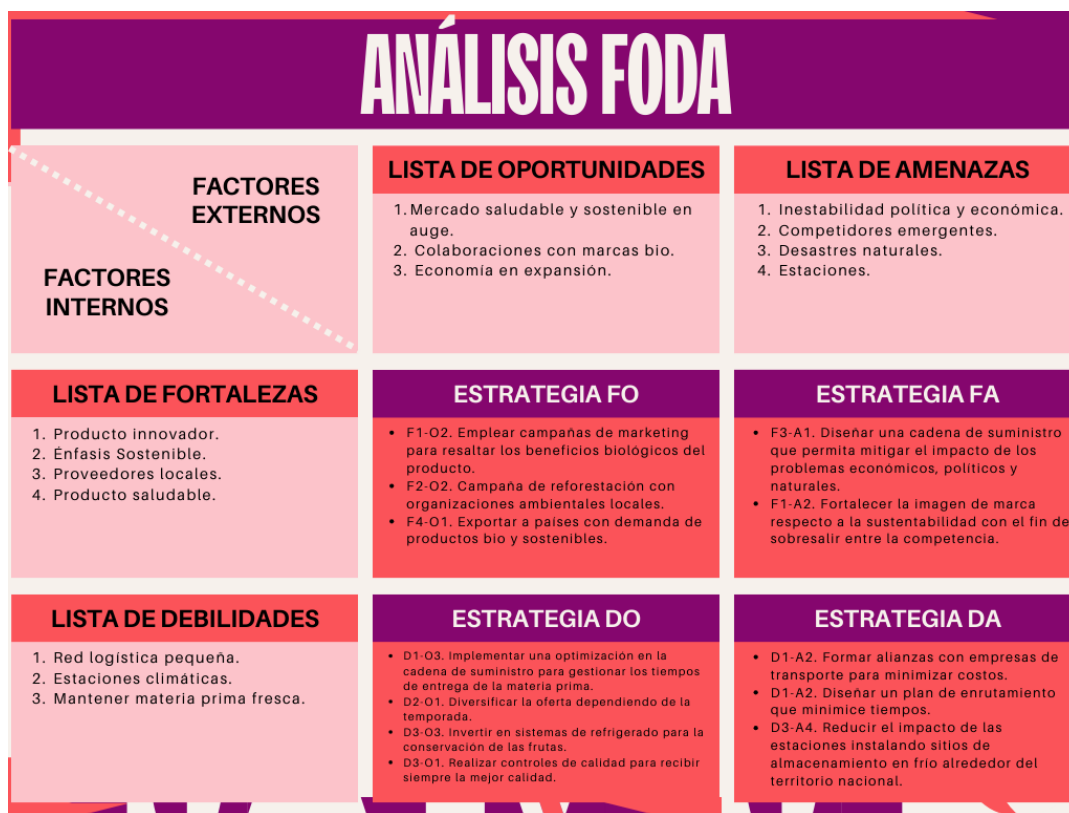 ANÁLISIS FODA
FACTORES
EXTERNOS
FACTORES
INTERNOS
LISTA DE OPORTUNIDADES
1. Mercado saludable y sostenible en
auge.
2. Colaboraciones con marcas bio.
3. Economía en expansión.
LISTA DE AMENAZAS
1. Inestabilidad política y económica.
2. Competidores emergentes.
3. Desastres naturales.
4. Estaciones.
LISTA DE FORTALEZAS
1. Producto innovador.
2. Énfasis Sostenible.
3. Proveedores locales.
4. Producto saludable.
ESTRATEGIA FO
• F1-O2. Emplear campañas de marketing
para resaltar los beneficios biológicos del
producto.
• F2-O2. Campaña de reforestación con
organizaciones ambientales locales.
• F4-O1. Exportar a países con demanda de
productos bio y sostenibles.
ESTRATEGIA FA
• F3-A1. Diseñar una cadena de suministro
que permita mitigar el impacto de los
problemas económicos, políticos y
naturales.
• F1-A2. Fortalecer la imagen de marca
respecto a la sustentabilidad con el fin de
sobresalir entre la competencia.
LISTA DE DEBILIDADES
1. Red logística pequeña.
2. Estaciones climáticas.
3. Mantener materia prima fresca.
ESTRATEGIA DO
• D1-O3. Implementar una optimización en la
cadena de suministro para gestionar los tiempos
de entrega de la materia prima.
• D2-O1. Diversificar la oferta dependiendo de la
temporada.
• D3-O3. Invertir en sistemas de refrigerado para la
conservación de las frutas.
• D3-O1. Realizar controles de calidad para recibir
siempre la mejor calidad.
ESTRATEGIA DA
• D1-A2. Formar alianzas con empresas de
transporte para minimizar costos.
• D1-A2. Diseñar un plan de enrutamiento
que minimice tiempos.
• D3-A4. Reducir el impacto de las
estaciones instalando sitios de
almacenamiento en frío alrededor del
territorio nacional.